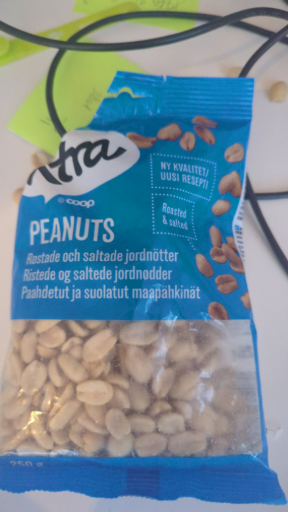 Xtra
coop
NY KVALITET/
UUSI RESEPTI
Roasted
& salted
PEANUTS
Rostade och saltade jordnötter
Ristede og saltede jordnødder
Paahdetut ja suolatut maapähkinät
250 g